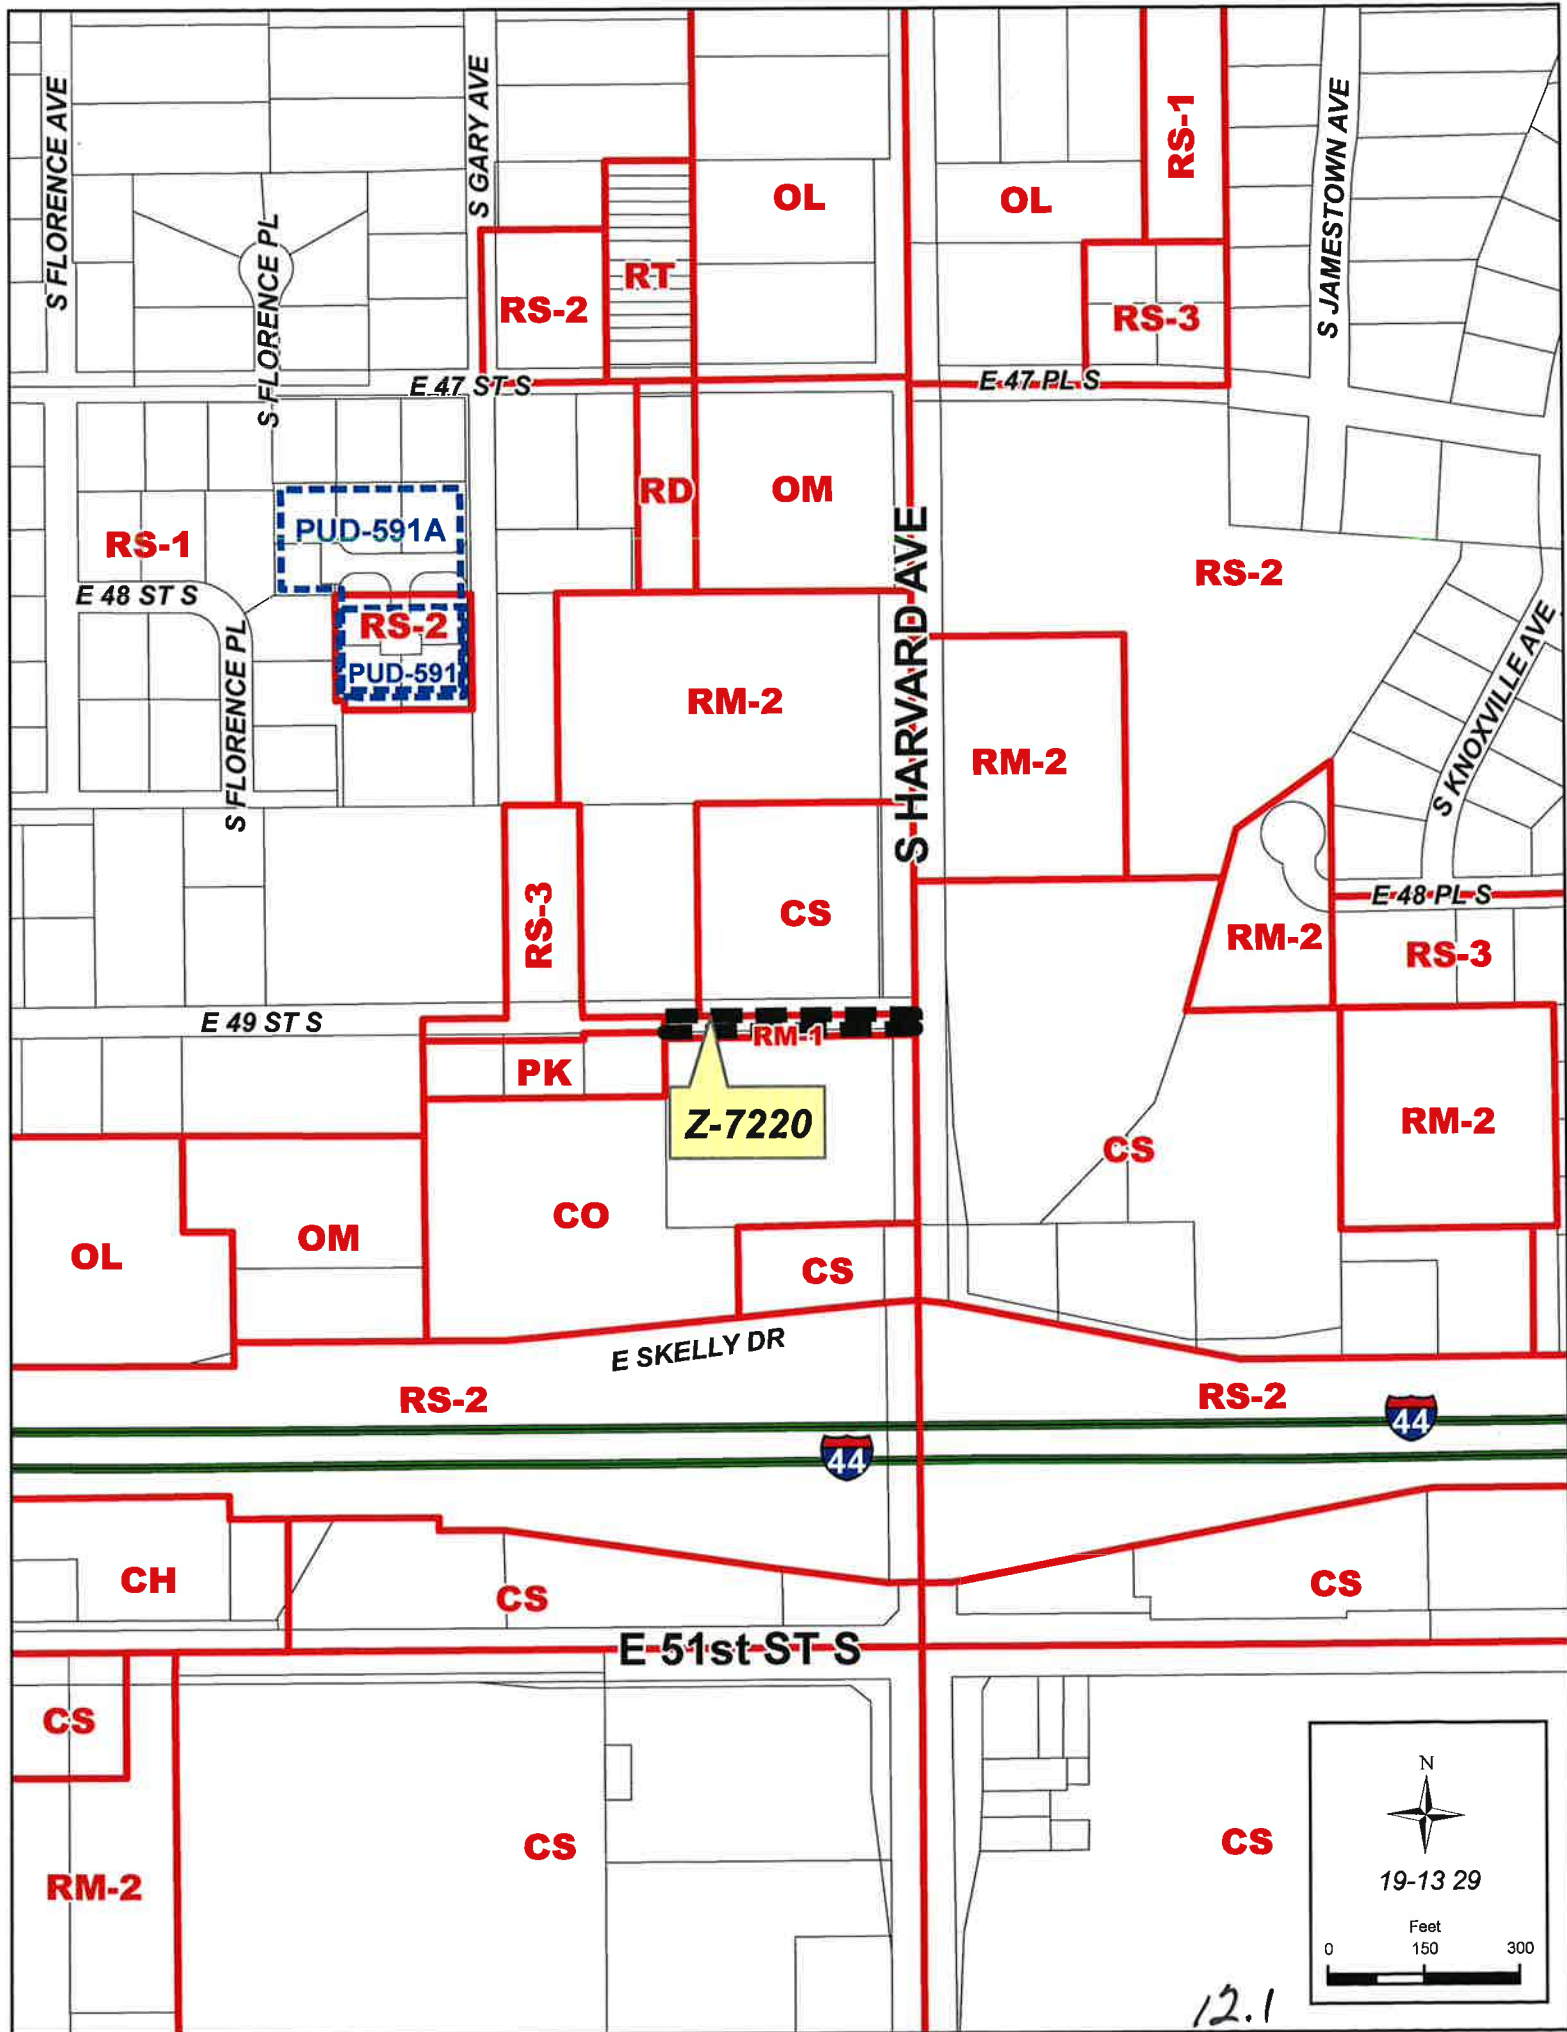 S FLORENCE AVE
S GARY AVE
RS-1
S JAMESTOWN AVE
OL
OL
S FLORENCE PL
RT
RS-2
RS-3
E 47 ST S
E 47 PL S
RD
OM
PUD-591A
RS-1
RS-2
E 48 ST S
RS-2
PUD-591
S HARVARD AVE
S KNOXVILLE AVE
S FLORENCE PL
RM-2
RM-2
E 48 PL S
RS-3
CS
RM-2
RS-3
E 49 ST S
RM-1
PK
Z-7220
RM-2
CS
CO
OM
OL
CS
E SKELLY DR
RS-2
RS-2
44
44
CH
CS
CS
E 51st ST S
CS
CS
CS
RM-2
N
19-13 29
Feet
0 150 300
12.1